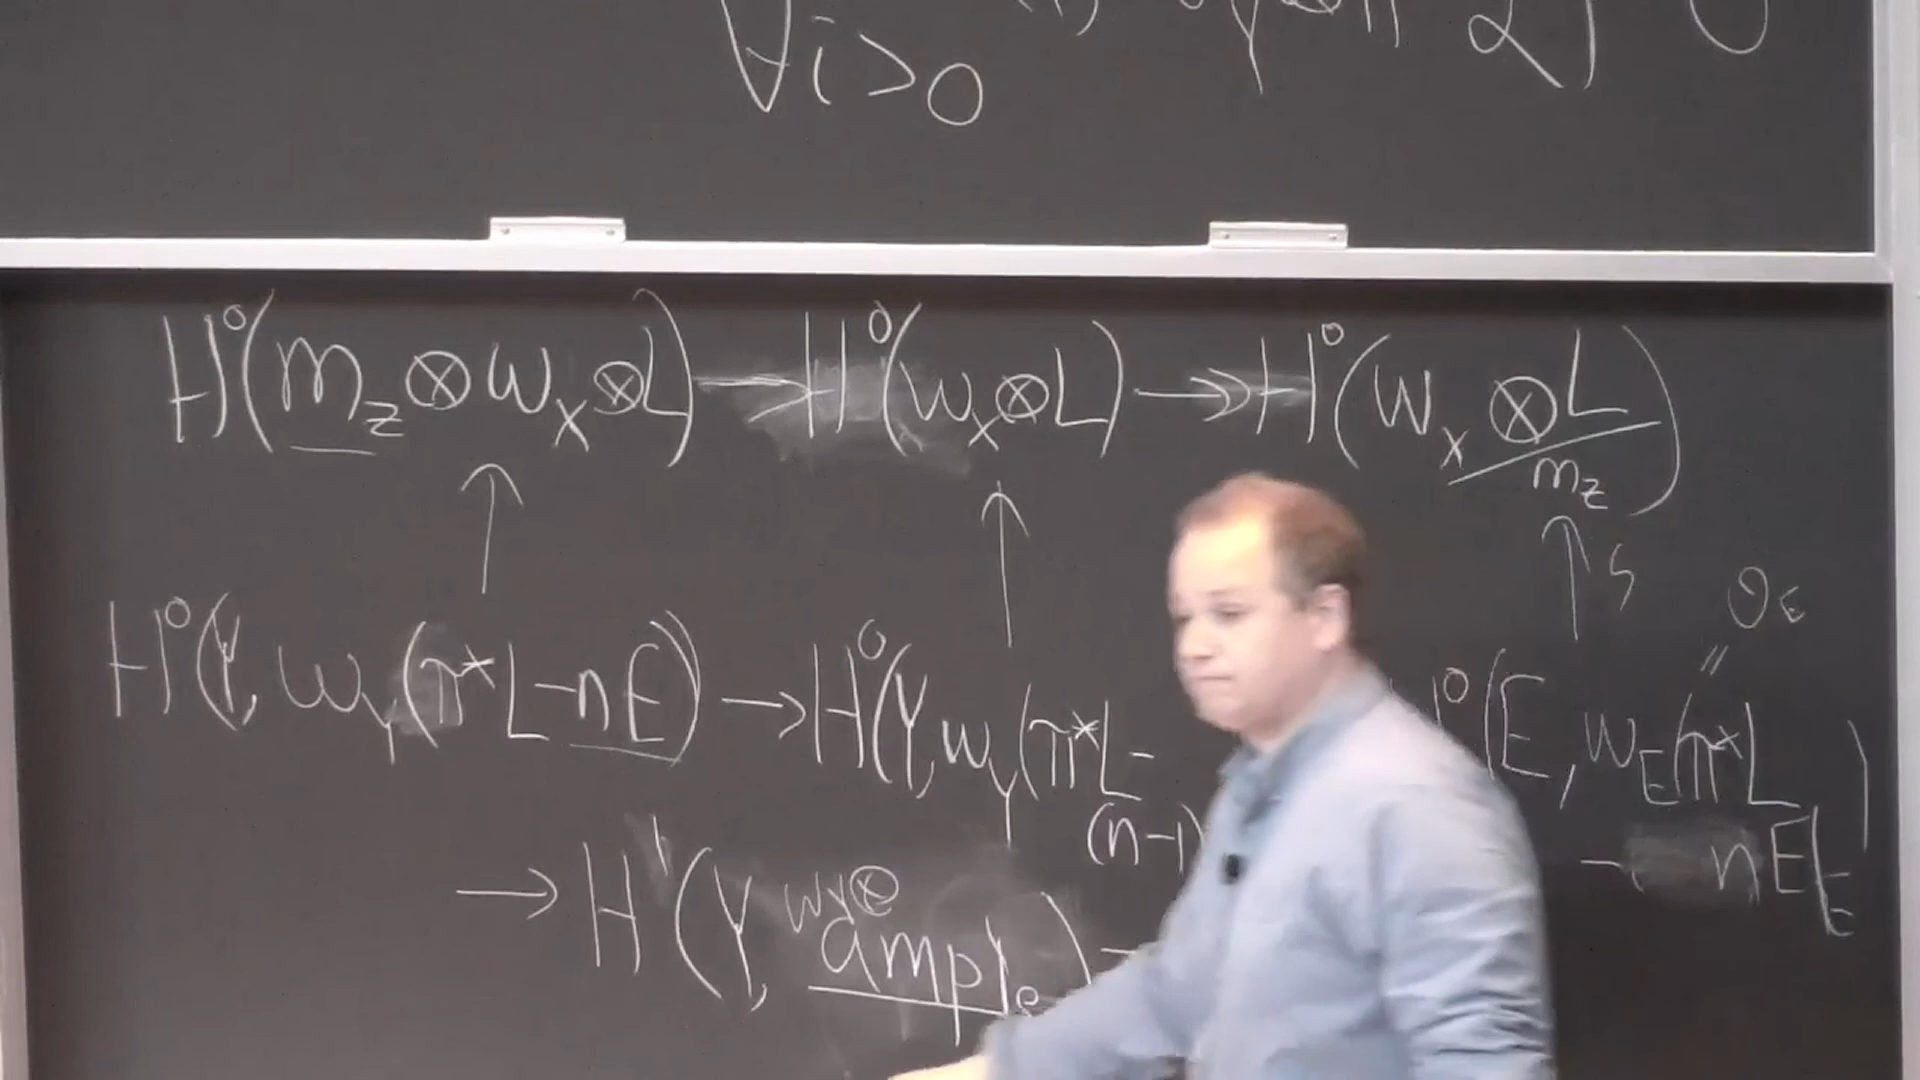 ∀i>0
H⁰(m_z ⊗ ω_X ⊗ L) → H⁰(ω_X ⊗ L) ↠ H⁰(ω_X ⊗ L / m_z)
↑ ↑ ↑ S O_E
H⁰(Y, ω_Y(π*L-nE)) → H⁰(Y, ω_Y(π*L- H⁰(E, ω_E(π*L
(n-1) - nE|_E )
→ H¹(Y, ω_Y ⊗ ample)